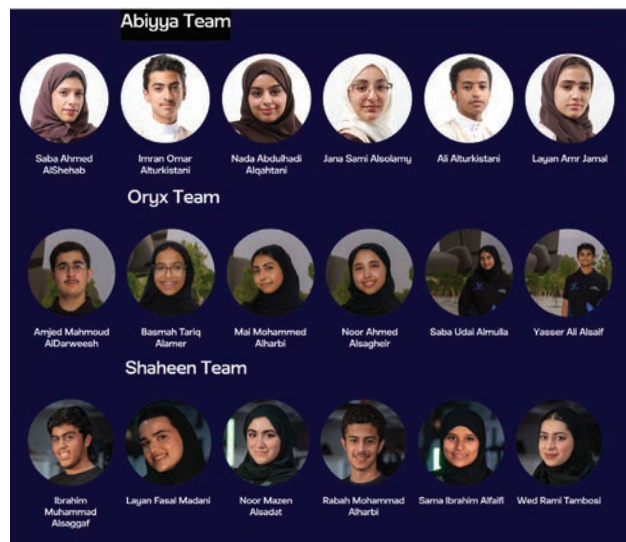 Abiyya Team
Saba Ahmed
AlShehab
Imran Omar
Alturkistani
Nada Abdulhadi
Alqahtani
Jana Sami Alsolamy
Ali Alturkistani
Layan Amr Jamal
Oryx Team
Amjed Mahmoud
AlDarweesh
Basmah Tariq
Alamer
Mai Mohammed
Alharbi
Noor Ahmed
Alsagheir
Saba Udai Almulla
Yasser Ali Alsaif
Shaheen Team
Ibrahim
Muhammad
Alsaggaf
Layan Fasal Madani
Noor Mazen
Alsadat
Rabah Mohammad
Alharbi
Sama Ibrahim Alfaifi
Wed Rami Tambosi